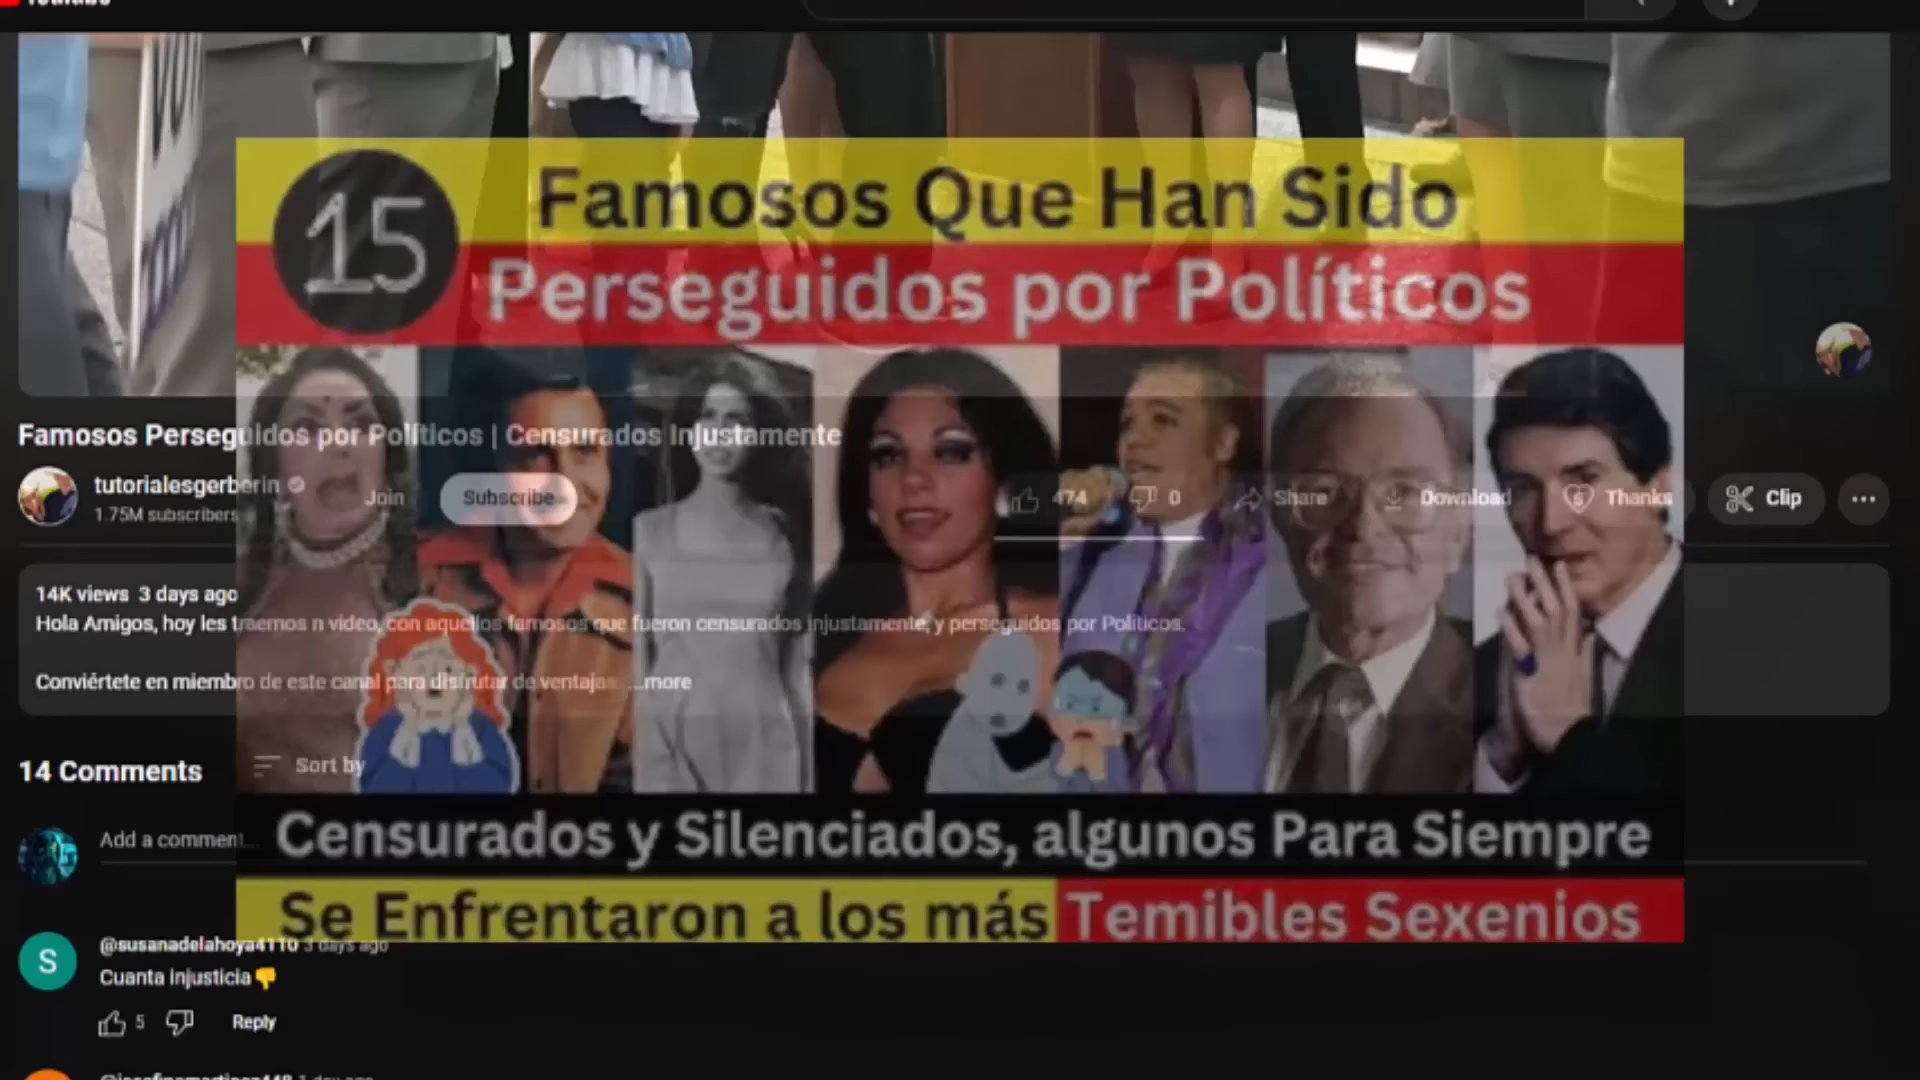 15
Famosos Que Han Sido
Perseguidos por Políticos
Famosos Perseguidos por Políticos | Censurados Injustamente
tutorialesgerberin
1.75M subscribers
Join
Subscribe
474
0
Share
Download
Thanks
Clip
14K views 3 days ago
Hola Amigos, hoy les traemos n video, con aquellos famosos que fueron censurados injustamente, y perseguidos por Políticos.
Conviértete en miembro de este canal para disfrutar de ventajas: ...more
14 Comments
Sort by
Add a comment...
Censurados y Silenciados, algunos Para Siempre
Se Enfrentaron a los más Temibles Sexenios
@susanadelahoya4110 3 days ago
Cuanta injusticia👎
5
Reply